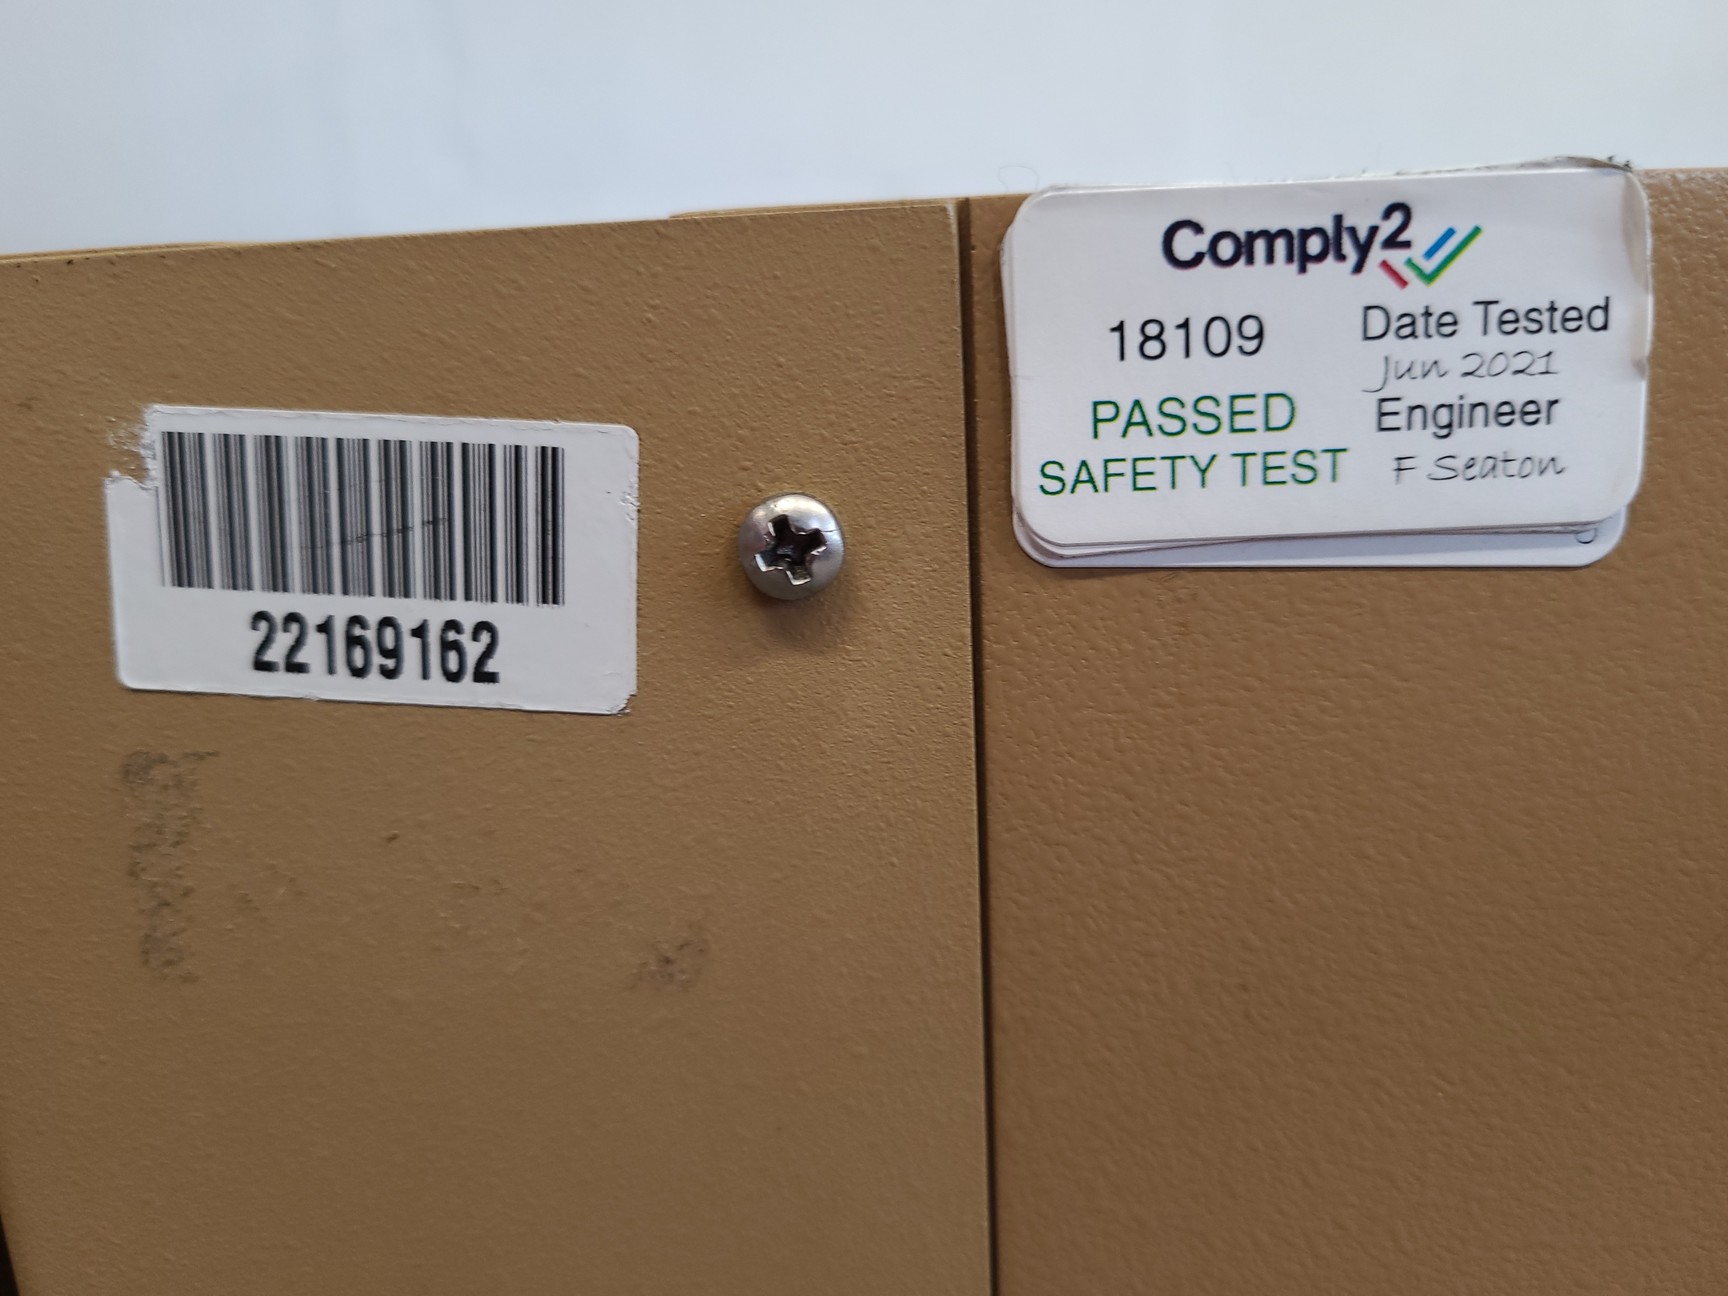 22169162
Comply2
18109
PASSED
SAFETY TEST
Date Tested
Jun 2021
Engineer
F Seaton